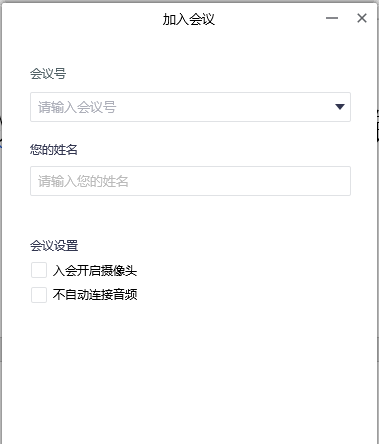 加入会议
会议号
请输入会议号
您的姓名
请输入您的姓名
会议设置
入会开启摄像头
不自动连接音频